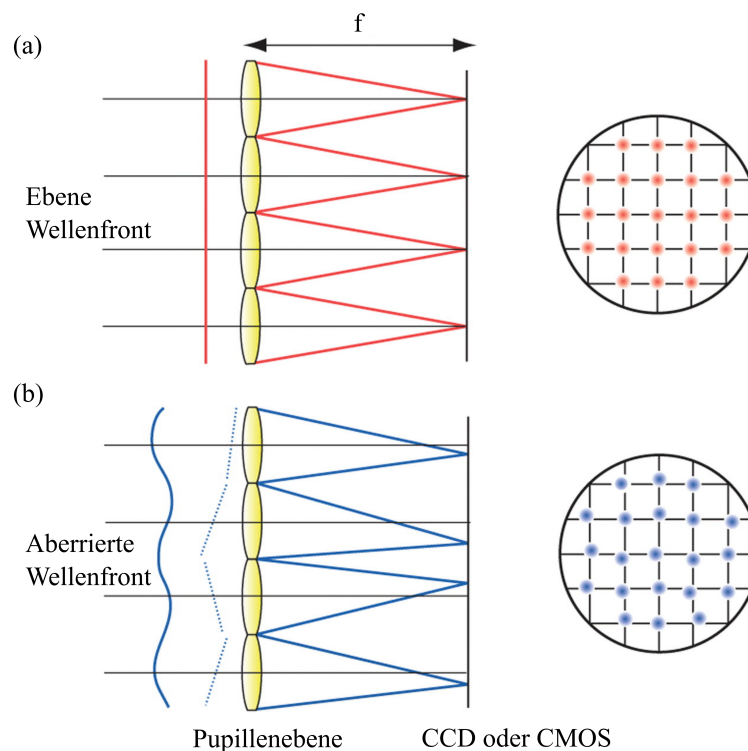 f
(a)
Ebene
Wellenfront
(b)
Aberrierte
Wellenfront
Pupillenebene
CCD oder CMOS